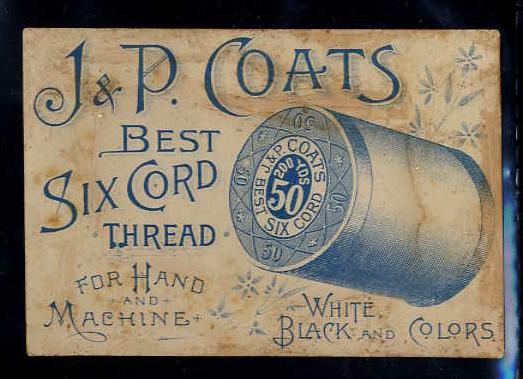 J & P. COATS
BEST
SIX CORD
THREAD
FOR HAND
AND
MACHINE
J. & P. COATS
200 YDS
50
BEST SIX CORD
50
50
50
50
WHITE,
BLACK AND COLORS.